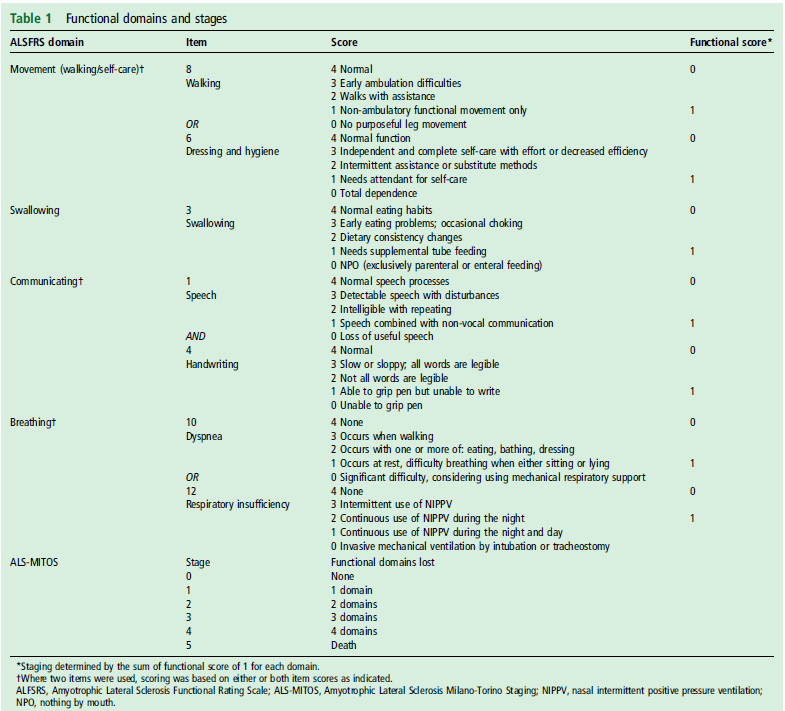 Table 1 Functional domains and stages
ALSFRS domain Item Score Functional score*
Movement (walking/self-care)† 8 4 Normal 0
Walking 3 Early ambulation difficulties
2 Walks with assistance
1 Non-ambulatory functional movement only 1
OR 0 No purposeful leg movement
6 4 Normal function 0
Dressing and hygiene 3 Independent and complete self-care with effort or decreased efficiency
2 Intermittent assistance or substitute methods
1 Needs attendant for self-care 1
0 Total dependence
Swallowing 3 4 Normal eating habits 0
Swallowing 3 Early eating problems; occasional choking
2 Dietary consistency changes
1 Needs supplemental tube feeding 1
0 NPO (exclusively parenteral or enteral feeding)
Communicating† 1 4 Normal speech processes 0
Speech 3 Detectable speech with disturbances
2 Intelligible with repeating
1 Speech combined with non-vocal communication 1
AND 0 Loss of useful speech
4 4 Normal 0
Handwriting 3 Slow or sloppy; all words are legible
2 Not all words are legible
1 Able to grip pen but unable to write 1
0 Unable to grip pen
Breathing† 10 4 None 0
Dyspnea 3 Occurs when walking
2 Occurs with one or more of: eating, bathing, dressing
1 Occurs at rest, difficulty breathing when either sitting or lying 1
OR 0 Significant difficulty, considering using mechanical respiratory support
12 4 None 0
Respiratory insufficiency 3 Intermittent use of NIPPV
2 Continuous use of NIPPV during the night 1
1 Continuous use of NIPPV during the night and day
0 Invasive mechanical ventilation by intubation or tracheostomy
ALS-MITOS Stage Functional domains lost
0 None
1 1 domain
2 2 domains
3 3 domains
4 4 domains
5 Death
*Staging determined by the sum of functional score of 1 for each domain.
†Where two items were used, scoring was based on either or both item scores as indicated.
ALFSRS, Amyotrophic Lateral Sclerosis Functional Rating Scale; ALS-MITOS, Amyotrophic Lateral Sclerosis Milano-Torino Staging; NIPPV, nasal intermittent positive pressure ventilation;
NPO, nothing by mouth.